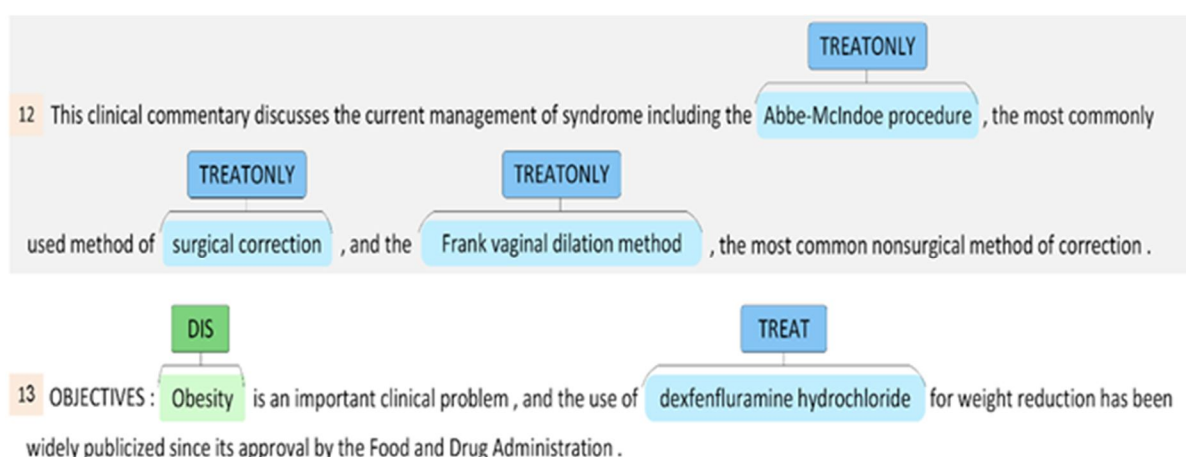 TREATONLY
12 This clinical commentary discusses the current management of syndrome including the Abbe-McIndoe procedure , the most commonly
TREATONLY TREATONLY
used method of surgical correction , and the Frank vaginal dilation method , the most common nonsurgical method of correction .
DIS TREAT
13 OBJECTIVES : Obesity is an important clinical problem , and the use of dexfenfluramine hydrochloride for weight reduction has been
widely publicized since its approval by the Food and Drug Administration .